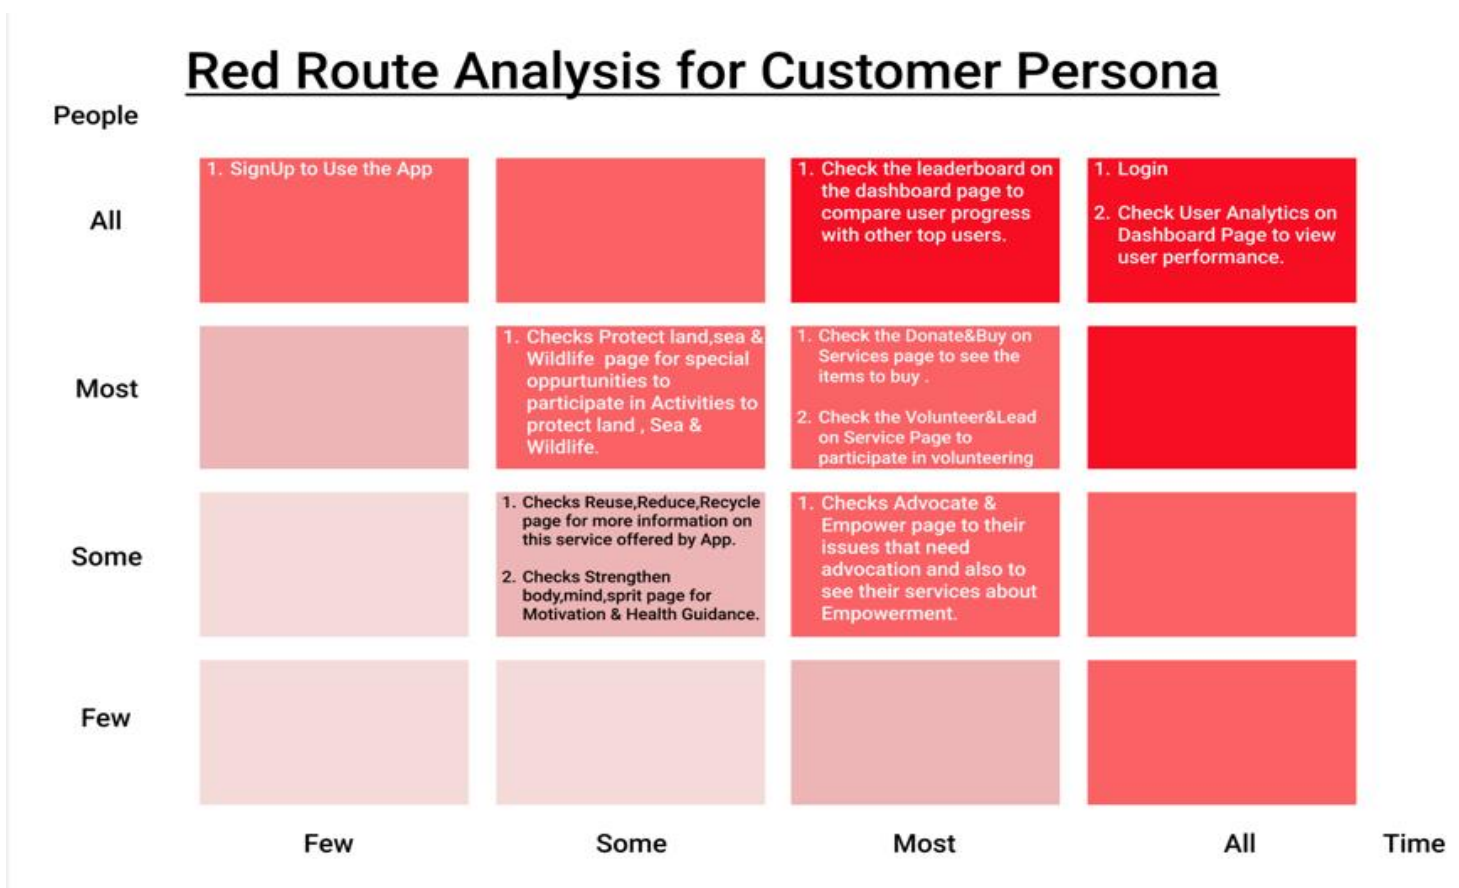 Red Route Analysis for Customer Persona
People
All
1. SignUp to Use the App
1. Check the leaderboard on
the dashboard page to
compare user progress
with other top users.
1. Login
2. Check User Analytics on
Dashboard Page to view
user performance.
Most
1. Checks Protect land,sea &
Wildlife page for special
oppurtunities to
participate in Activities to
protect land , Sea &
Wildlife.
1. Check the Donate&Buy on
Services page to see the
items to buy .
2. Check the Volunteer&Lead
on Service Page to
participate in volunteering
Some
1. Checks Reuse,Reduce,Recycle
page for more information on
this service offered by App.
2. Checks Strengthen
body,mind,sprit page for
Motivation & Health Guidance.
1. Checks Advocate &
Empower page to their
issues that need
advocation and also to
see their services about
Empowerment.
Few
Few
Some
Most
All
Time